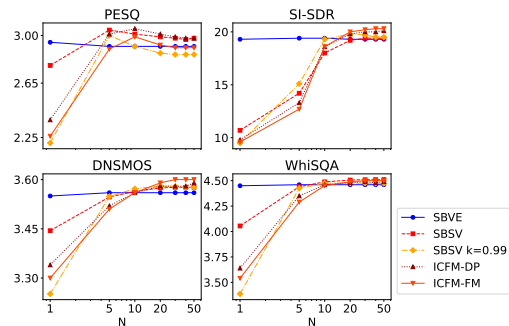 PESQ
SI-SDR
3.00
2.65
2.25
20
15
10
DNSMOS
WhiSQA
3.60
3.45
3.30
1
5
10
20
50
N
4.50
4.25
4.00
3.75
3.50
1
5
10
20
50
N
SBVE
SBSV
SBSV k=0.99
ICFM-DP
ICFM-FM